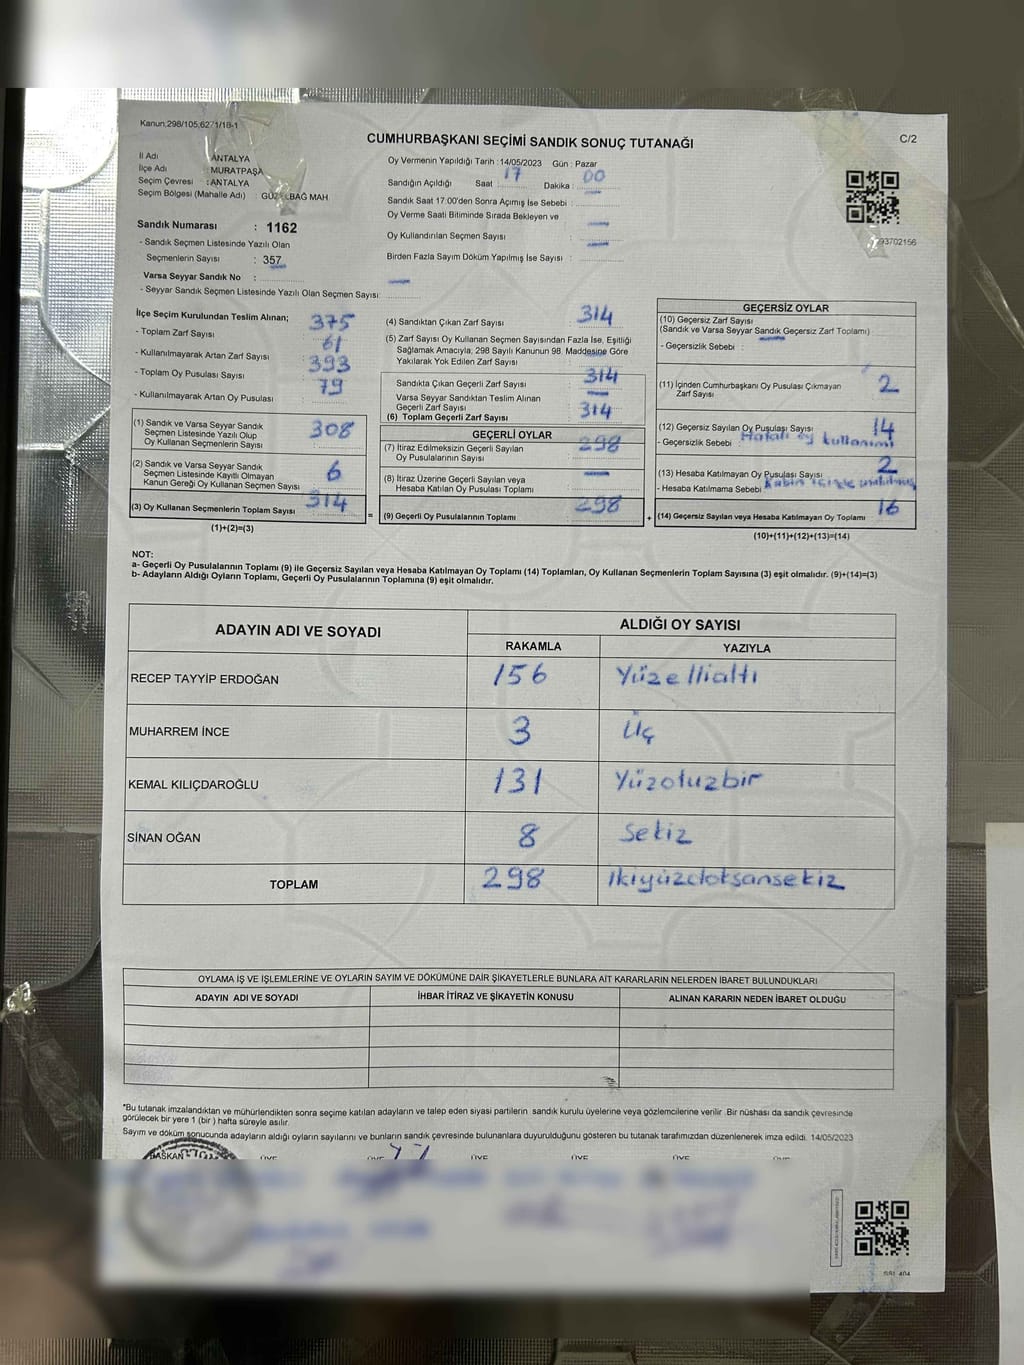 Kanun:298/105,6271/18-1
CUMHURBAŞKANI SEÇİMİ SANDIK SONUÇ TUTANAĞI
C/2
İl Adı : ANTALYA
İlçe Adı : MURATPAŞA
Seçim Çevresi : ANTALYA
Seçim Bölgesi (Mahalle Adı) : BAĞ MAH
Sandık Numarası : 1162
- Sandık Seçmen Listesinde Yazılı Olan
Seçmenlerin Sayısı : 357
Varsa Seyyar Sandık No :
- Seyyar Sandık Seçmen Listesinde Yazılı Olan Seçmen Sayısı: —
Oy Vermenin Yapıldığı Tarih : 14/05/2023 Gün : Pazar
Sandığın Açıldığı Saat : 17 Dakika : 00
Sandık Saat 17.00'den Sonra Açımış İse Sebebi : —
Oy Verme Saati Bitiminde Sırada Bekleyen ve
Oy Kullandırılan Seçmen Sayısı : —
Birden Fazla Sayım Döküm Yapılmış İse Sayısı : —
93702156
İlçe Seçim Kurulundan Teslim Alınan;
- Toplam Zarf Sayısı : 375
- Kullanılmayarak Artan Zarf Sayısı : 61
- Toplam Oy Pusulası Sayısı : 393
- Kullanılmayarak Artan Oy Pusulası : 79
(1) Sandık ve Varsa Seyyar Sandık
Seçmen Listesinde Yazılı Olup
Oy Kullanan Seçmenlerin Sayısı : 308
(2) Sandık ve Varsa Seyyar Sandık
Seçmen Listesinde Kayıtlı Olmayan
Kanun Gereği Oy Kullanan Seçmen Sayısı : 6
(3) Oy Kullanan Seçmenlerin Toplam Sayısı : 314
(1)+(2)=(3)
(4) Sandıktan Çıkan Zarf Sayısı : 314
(5) Zarf Sayısı Oy Kullanan Seçmen Sayısından Fazla İse, Eşitliği
Sağlamak Amacıyla, 298 Sayılı Kanunun 98. Maddesine Göre
Yakılarak Yok Edilen Zarf Sayısı : —
Sandıkta Çıkan Geçerli Zarf Sayısı : 314
Varsa Seyyar Sandıktan Teslim Alınan
Geçerli Zarf Sayısı : —
(6) Toplam Geçerli Zarf Sayısı : 314
GEÇERLİ OYLAR
(7) İtiraz Edilmeksizin Geçerli Sayılan
Oy Pusulalarının Sayısı : 298
(8) İtiraz Üzerine Geçerli Sayılan veya
Hesaba Katılan Oy Pusulası Toplamı : —
= (9) Geçerli Oy Pusulalarının Toplamı : 298
GEÇERSİZ OYLAR
(10) Geçersiz Zarf Sayısı
(Sandık ve Varsa Seyyar Sandık Geçersiz Zarf Toplamı)
- Geçersizlik Sebebi : —
(11) İçinden Cumhurbaşkanı Oy Pusulası Çıkmayan
Zarf Sayısı : 2
(12) Geçersiz Sayılan Oy Pusulası Sayısı : 14
- Geçersizlik Sebebi : Hatalı oy kullanımı
(13) Hesaba Katılmayan Oy Pusulası Sayısı : 2
- Hesaba Katılmama Sebebi : Kabin içinde unutulmuş
+ (14) Geçersiz Sayılan veya Hesaba Katılmayan Oy Toplamı : 16
(10)+(11)+(12)+(13)=(14)
NOT:
a- Geçerli Oy Pusulalarının Toplamı (9) ile Geçersiz Sayılan veya Hesaba Katılmayan Oy Toplamı (14) Toplamları, Oy Kullanan Seçmenlerin Toplam Sayısına (3) eşit olmalıdır. (9)+(14)=(3)
b- Adayların Aldığı Oyların Toplamı, Geçerli Oy Pusulalarının Toplamına (9) eşit olmalıdır.
ADAYIN ADI VE SOYADI
ALDIĞI OY SAYISI
RAKAMLA YAZIYLA
RECEP TAYYİP ERDOĞAN 156 Yüzellialtı
MUHARREM İNCE 3 Üç
KEMAL KILIÇDAROĞLU 131 Yüzotuzbir
SİNAN OĞAN 8 Sekiz
TOPLAM 298 ikiyüzdoksansekiz
OYLAMA İŞ VE İŞLEMLERİNE VE OYLARIN SAYIM VE DÖKÜMÜNE DAİR ŞİKAYETLERLE BUNLARA AİT KARARLARIN NELERDEN İBARET BULUNDUKLARI
ADAYIN ADI VE SOYADI İHBAR İTİRAZ VE ŞİKAYETİN KONUSU ALINAN KARARIN NEDEN İBARET OLDUĞU
*Bu tutanak imzalandıktan ve mühürlendikten sonra seçime katılan adayların ve talep eden siyasi partilerin sandık kurulu üyelerine veya gözlemcilerine verilir. Bir nüshası da sandık çevresinde
görülecek bir yere 1 (bir ) hafta süreyle asılır.
Sayım ve döküm sonucunda adayların aldığı oyların sayılarını ve bunların sandık çevresinde bulunanlara duyurulduğunu gösteren bu tutanak tarafımızdan düzenlenerek imza edildi. 14/05/2023
BAŞKAN ÜYE ÜYE ÜYE ÜYE ÜYE ÜYE